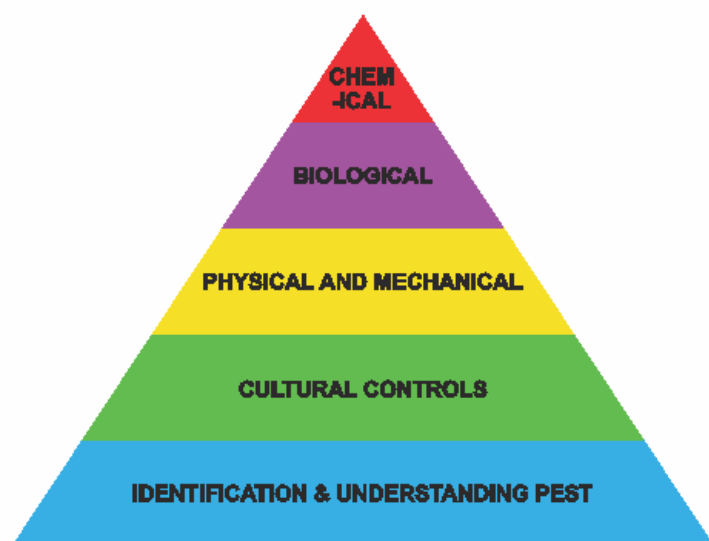 CHEM
-ICAL
BIOLOGICAL
PHYSICAL AND MECHANICAL
CULTURAL CONTROLS
IDENTIFICATION & UNDERSTANDING PEST